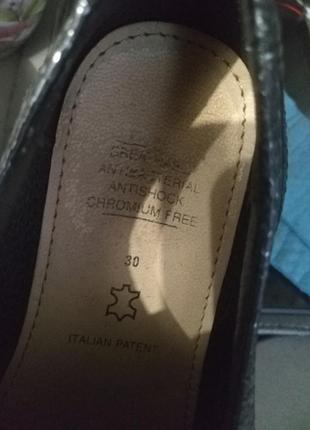 ANTIBACTERIAL
ANTISHOCK
CHROMIUM FREE
30
ITALIAN PATENT